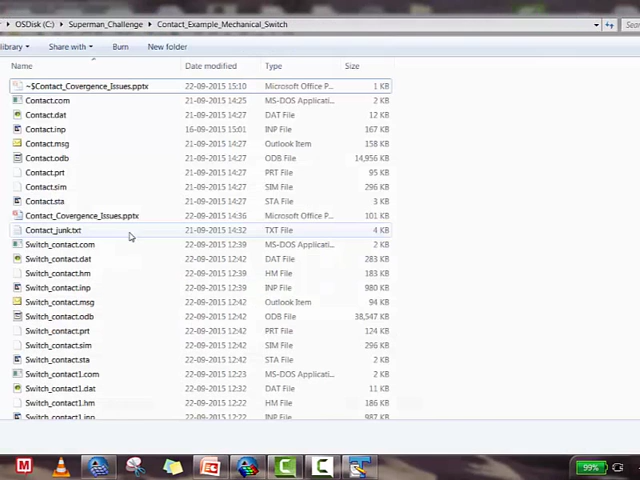 OSDisk (C:) Superman_Challenge Contact_Example_Mechanical_Switch
library Share with Burn New folder
Name Date modified Type Size
~$Contact_Covergence_Issues.pptx 22-09-2015 15:10 Microsoft Office P... 1 KB
Contact.com 21-09-2015 14:25 MS-DOS Applicati... 2 KB
Contact.dat 21-09-2015 14:27 DAT File 12 KB
Contact.inp 16-09-2015 15:01 INP File 167 KB
Contact.msg 21-09-2015 14:27 Outlook Item 158 KB
Contact.odb 21-09-2015 14:27 ODB File 14,956 KB
Contact.prt 21-09-2015 14:27 PRT File 95 KB
Contact.sim 21-09-2015 14:27 SIM File 296 KB
Contact.sta 21-09-2015 14:27 STA File 3 KB
Contact_Covergence_Issues.pptx 22-09-2015 14:36 Microsoft Office P... 101 KB
Contact_junk.txt 21-09-2015 14:32 TXT File 4 KB
Switch_contact.com 22-09-2015 12:39 MS-DOS Applicati... 2 KB
Switch_contact.dat 22-09-2015 12:42 DAT File 283 KB
Switch_contact.hm 22-09-2015 12:39 HM File 183 KB
Switch_contact.inp 22-09-2015 12:39 INP File 980 KB
Switch_contact.msg 22-09-2015 12:42 Outlook Item 94 KB
Switch_contact.odb 22-09-2015 12:42 ODB File 38,547 KB
Switch_contact.prt 22-09-2015 12:42 PRT File 124 KB
Switch_contact.sim 22-09-2015 12:42 SIM File 296 KB
Switch_contact.sta 22-09-2015 12:42 STA File 2 KB
Switch_contact1.com 22-09-2015 12:23 MS-DOS Applicati... 2 KB
Switch_contact1.dat 22-09-2015 12:32 DAT File 11 KB
Switch_contact1.hm 22-09-2015 12:22 HM File 186 KB
Switch_contact1.inp 22-09-2015 12:22 INP File 987 KB
99%